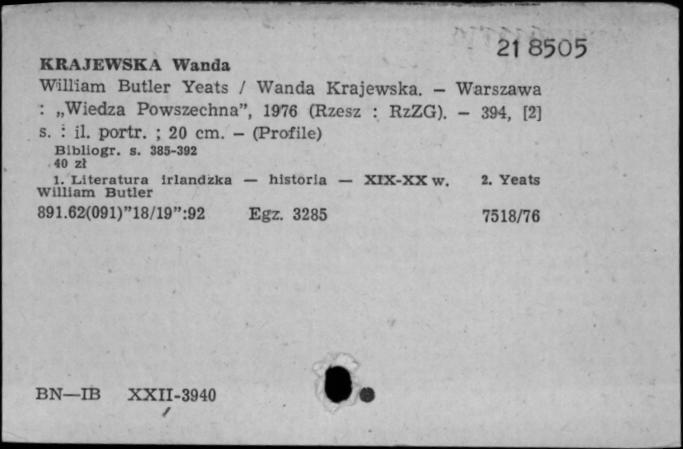 21 8505
KRAJEWSKA Wanda
William Butler Yeats / Wanda Krajewska. — Warszawa
: „Wiedza Powszechna”, 1976 (Rzesz : RzZG). — 394, [2]
s. : il. portr. ; 20 cm. — (Profile)
Bibliogr. s. 385-392
40 zł
1. Literatura irlandzka — historia — XIX-XX w. 2. Yeats
William Butler
891.62(091)”18/19”:92 Egz. 3285 7518/76
BN—IB XXII-3940